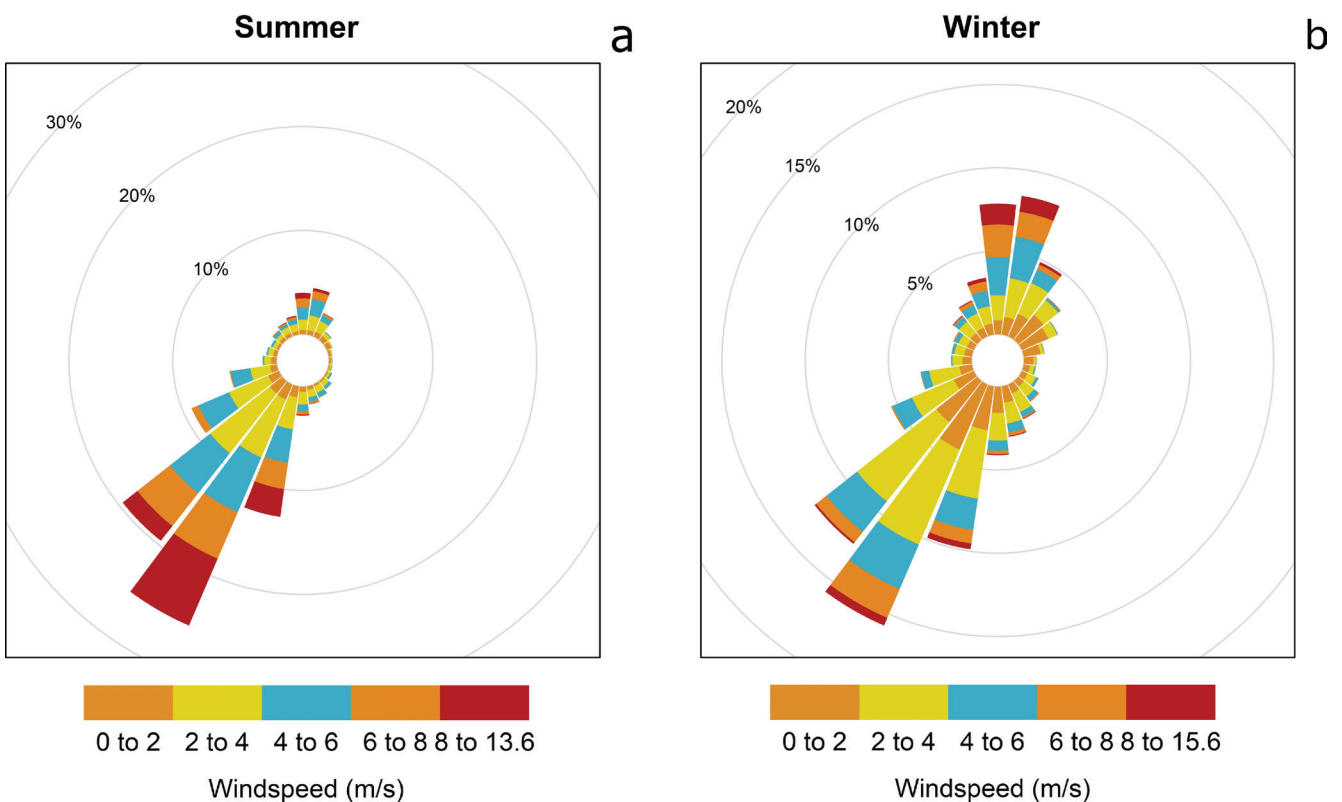 Summer
a
30%
20%
10%
0 to 2 2 to 4 4 to 6 6 to 8 8 to 13.6
Windspeed (m/s)
Winter
b
20%
15%
10%
5%
0 to 2 2 to 4 4 to 6 6 to 8 8 to 15.6
Windspeed (m/s)